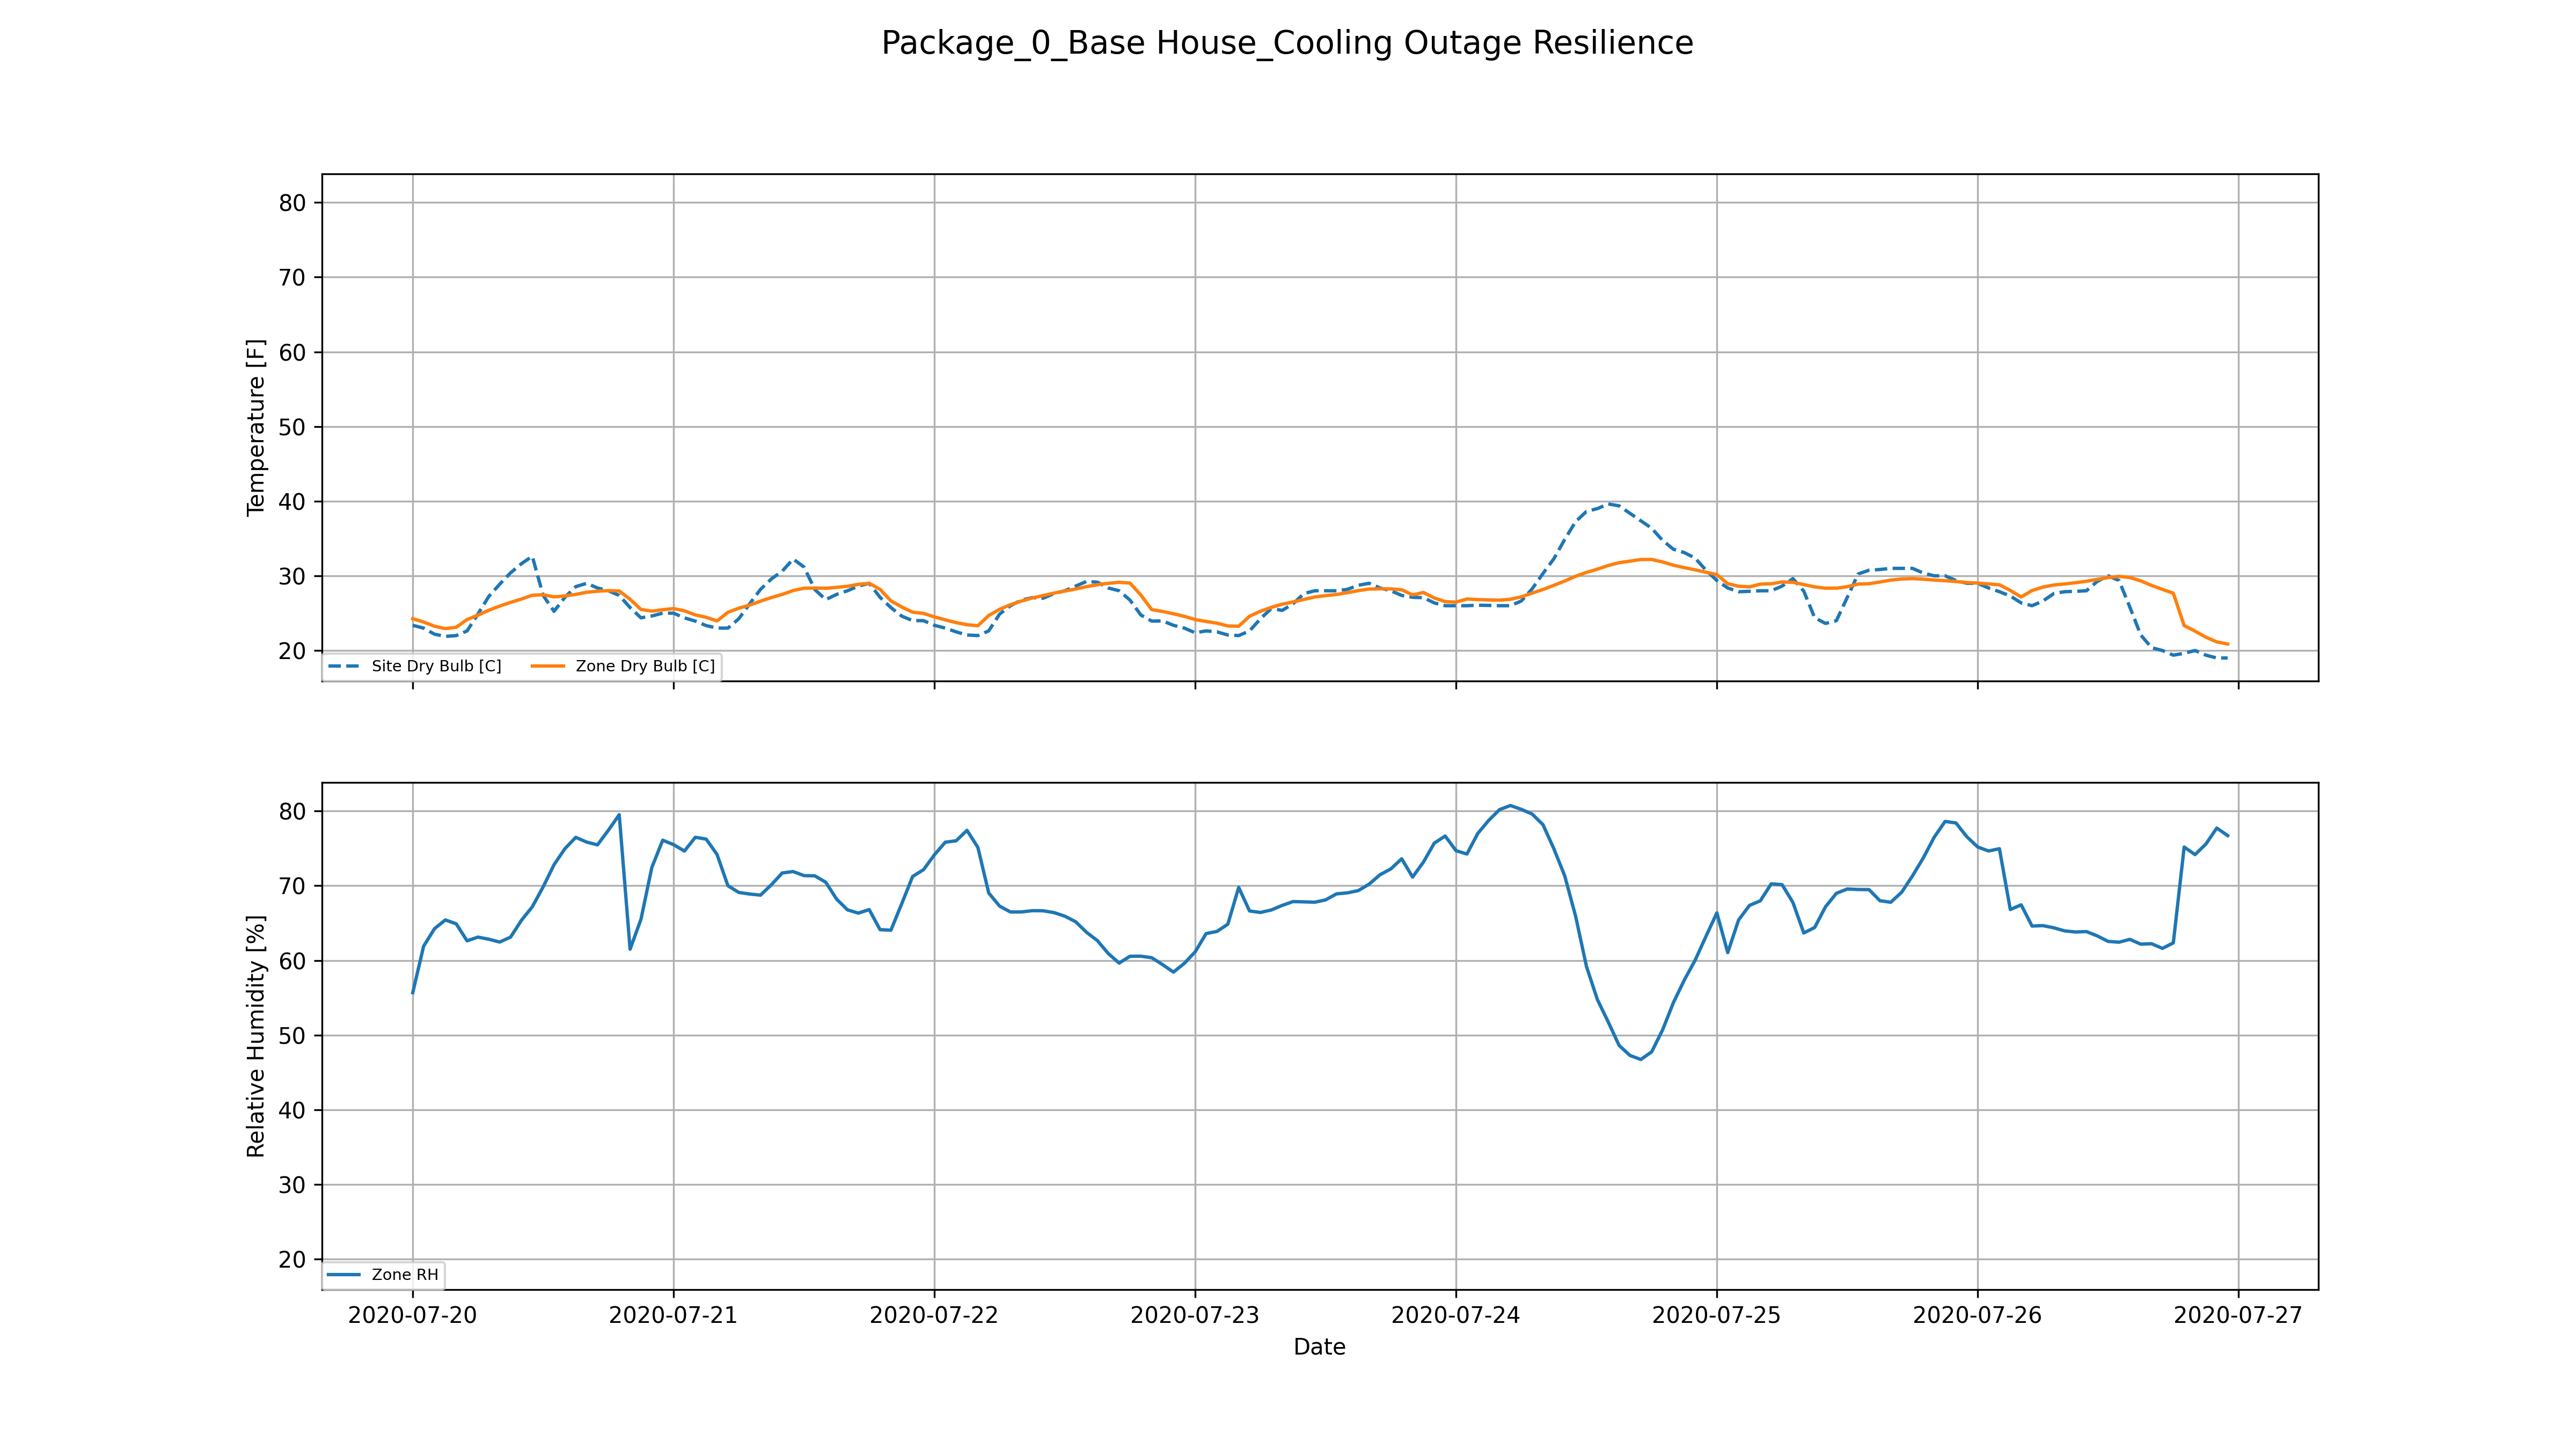 Package_0_Base House_Cooling Outage Resilience
Temperature [F]
80
70
60
50
40
30
20
Site Dry Bulb [C] Zone Dry Bulb [C]
Relative Humidity [%]
80
70
60
50
40
30
20
Zone RH
2020-07-20 2020-07-21 2020-07-22 2020-07-23 2020-07-24 2020-07-25 2020-07-26 2020-07-27
Date